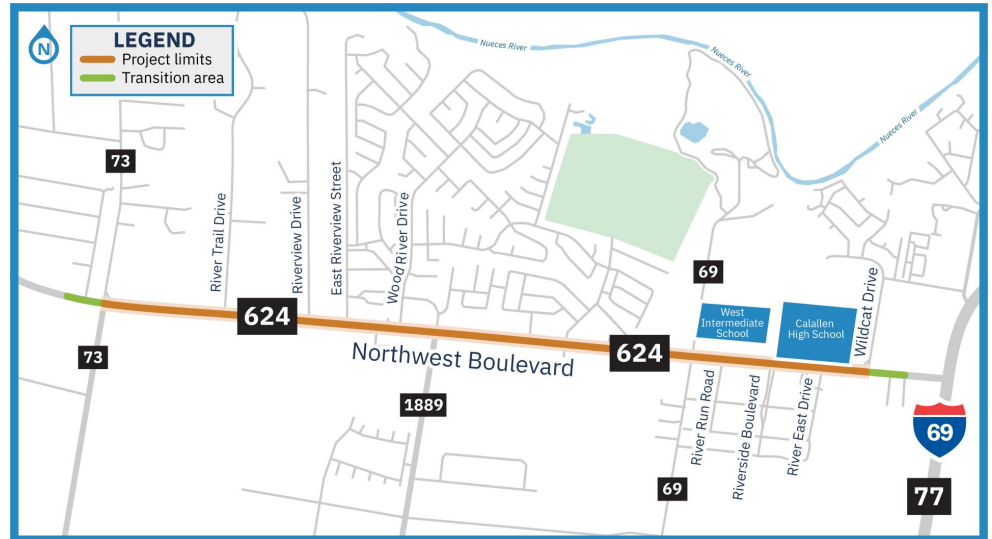 N
LEGEND
Project limits
Transition area
Nueces River
Nueces River
Nueces River
73
River Trail Drive
Riverview Drive
East Riverview Street
Wood River Drive
69
West
Intermediate
School
Calallen
High School
Wildcat Drive
624
624
Northwest Boulevard
73
1889
River Run Road
Riverside Boulevard
River East Drive
69
69
77